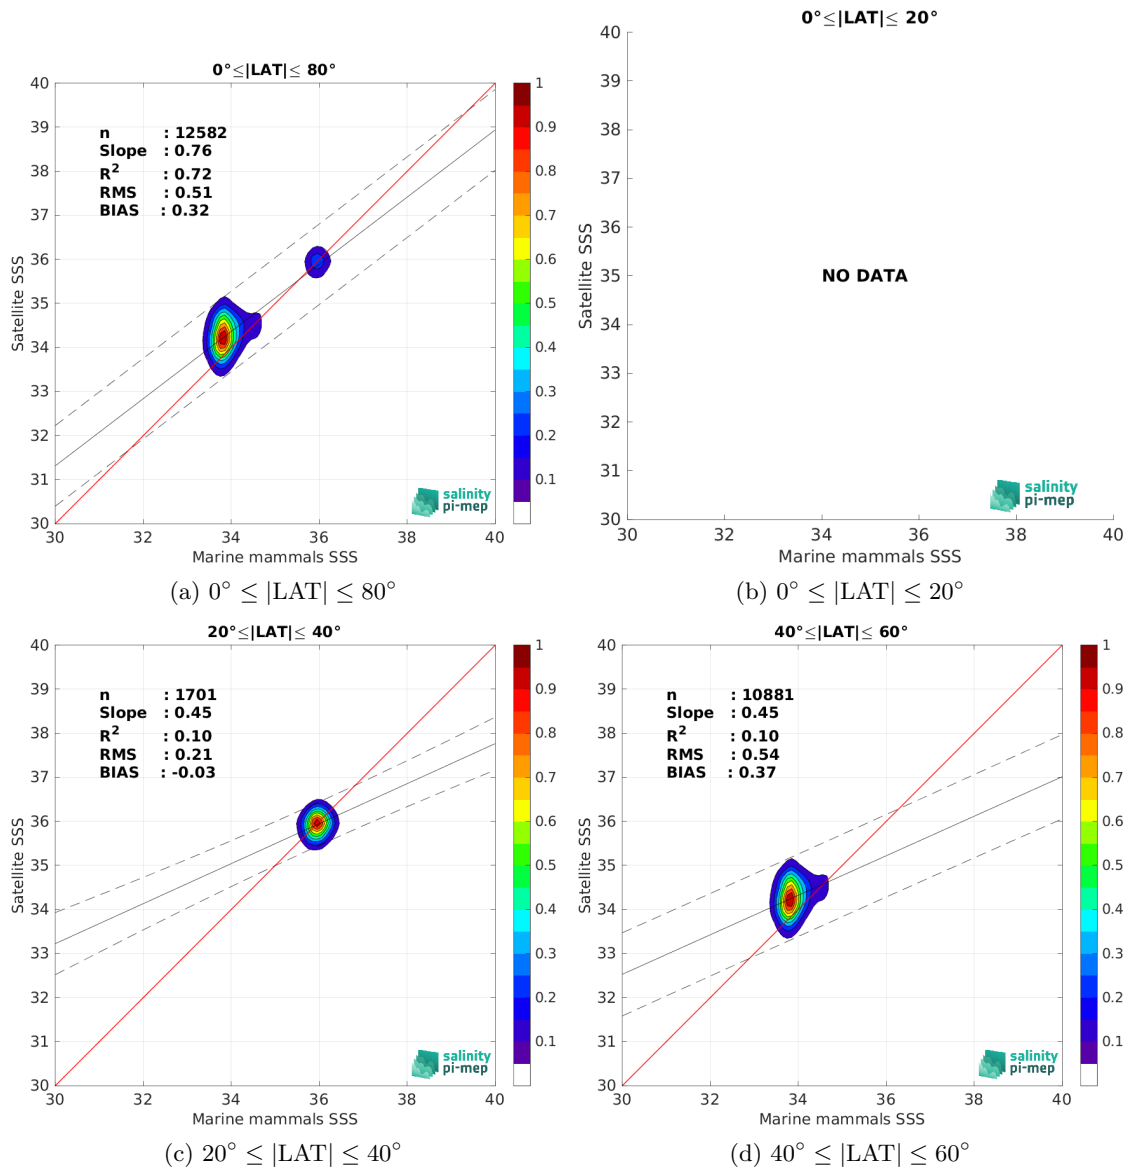 0°≤|LAT|≤ 80°
n : 12582
Slope : 0.76
R² : 0.72
RMS : 0.51
BIAS : 0.32
40
39
38
37
36
35
34
33
32
31
30
Satellite SSS
30 32 34 36 38 40
Marine mammals SSS
1
0.9
0.8
0.7
0.6
0.5
0.4
0.3
0.2
0.1
salinity
pi-mep
(a) 0° ≤ |LAT| ≤ 80°
0°≤|LAT|≤ 20°
40
39
38
37
36
35
34
33
32
31
30
Satellite SSS
NO DATA
salinity
pi-mep
30 32 34 36 38 40
Marine mammals SSS
(b) 0° ≤ |LAT| ≤ 20°
20°≤|LAT|≤ 40°
n : 1701
Slope : 0.45
R² : 0.10
RMS : 0.21
BIAS : -0.03
40
39
38
37
36
35
34
33
32
31
30
Satellite SSS
30 32 34 36 38 40
Marine mammals SSS
1
0.9
0.8
0.7
0.6
0.5
0.4
0.3
0.2
0.1
salinity
pi-mep
(c) 20° ≤ |LAT| ≤ 40°
40°≤|LAT|≤ 60°
n : 10881
Slope : 0.45
R² : 0.10
RMS : 0.54
BIAS : 0.37
40
39
38
37
36
35
34
33
32
31
30
Satellite SSS
30 32 34 36 38 40
Marine mammals SSS
1
0.9
0.8
0.7
0.6
0.5
0.4
0.3
0.2
0.1
salinity
pi-mep
(d) 40° ≤ |LAT| ≤ 60°